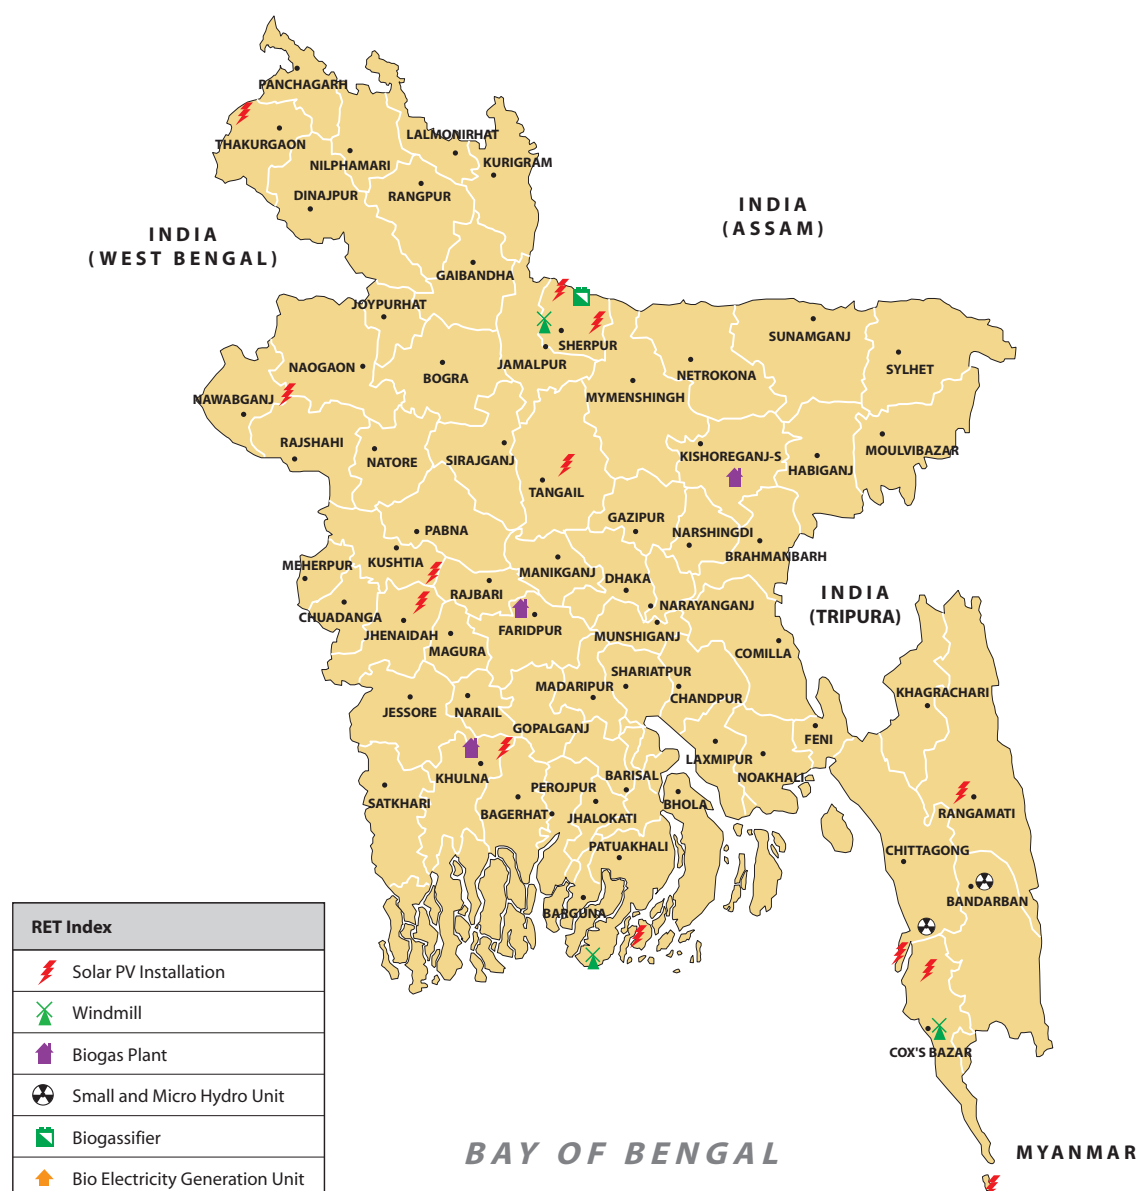 PANCHAGARH
THAKURGAON
LALMONIRHAT
NILPHAMARI
KURIGRAM
DINAJPUR
RANGPUR
INDIA
(ASSAM)
INDIA
(WEST BENGAL)
GAIBANDHA
JOYPURHAT
SHERPUR
SUNAMGANJ
JAMALPUR
NAOGAON
BOGRA
NETROKONA
SYLHET
NAWABGANJ
MYMENSHINGH
RAJSHAHI
NATORE
SIRAJGANJ
KISHOREGANJ-S
HABIGANJ
MOULVIBAZAR
TANGAIL
GAZIPUR
PABNA
NARSHINGDI
BRAHMANBARH
MEHERPUR
KUSHTIA
MANIKGANJ
DHAKA
RAJBARI
INDIA
(TRIPURA)
CHUADANGA
NARAYANGANJ
JHENAIDAH
FARIDPUR
MUNSHIGANJ
MAGURA
COMILLA
SHARIATPUR
MADARIPUR
CHANDPUR
KHAGRACHARI
JESSORE
NARAIL
GOPALGANJ
FENI
LAXMIPUR
NOAKHALI
KHULNA
PEROJPUR
BARISAL
SATKHARI
BAGERHAT
JHALOKATI
BHOLA
RANGAMATI
PATUAKHALI
CHITTAGONG
BANDARBAN
BARGUNA
COX'S BAZAR
RET Index
Solar PV Installation
Windmill
Biogas Plant
Small and Micro Hydro Unit
Biogassifier
Bio Electricity Generation Unit
BAY OF BENGAL
MYANMAR